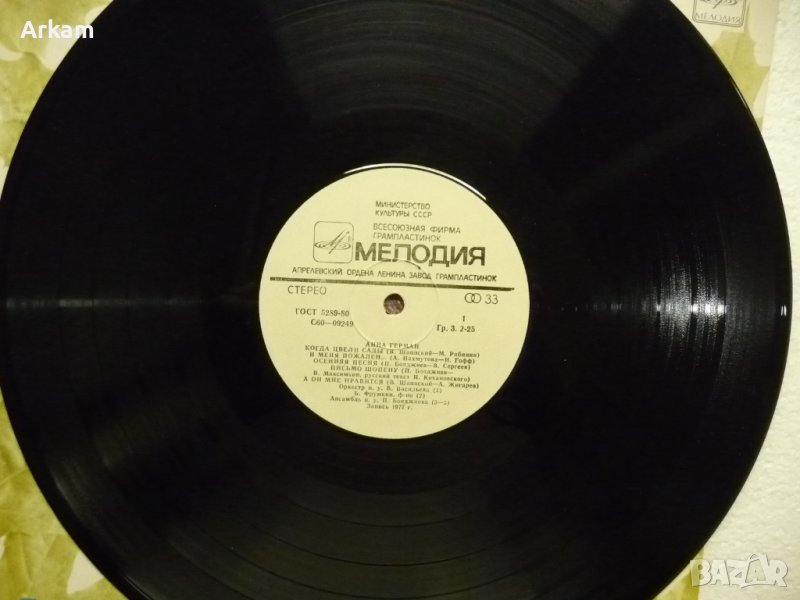 Arkam
МЕЛОДИЯ
МИНИСТЕРСТВО
КУЛЬТУРЫ СССР
ВСЕСОЮЗНАЯ ФИРМА
ГРАМПЛАСТИНОК
МЕЛОДИЯ
АПРЕЛЕВСКИЙ ОРДЕНА ЛЕНИНА ЗАВОД ГРАМПЛАСТИНОК
СТЕРЕО 33
ГОСТ 5289-80 1
С60—09249 Гр. 3. 2-25
АННА ГЕРМАН
КОГДА ЦВЕЛИ САДЫ (В. Шаинский—М. Рябинин)
И МЕНЯ ПОЖАЛЕЙ... (А. Пахмутова—И. Гофф)
ОСЕННЯЯ ПЕСНЯ (П. Бояджиев—В. Сергеев)
ПИСЬМО ШОПЕНУ (П. Бояджиев—
В. Максимкин, русский текст И. Кохановского)
А ОН МНЕ НРАВИТСЯ (В. Шаинский—А. Жигарев)
Оркестр п. у. В. Васильева (1)
Б. Фрумкин, ф-но (2)
Ансамбль п. у. П. Бояджиева (3—5)
Запись 1977 г.
BAZAR